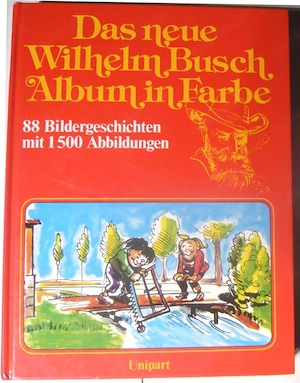 Das neue
Wilhelm Busch
Album in Farbe
88 Bildergeschichten
mit 1500 Abbildungen
Unipart